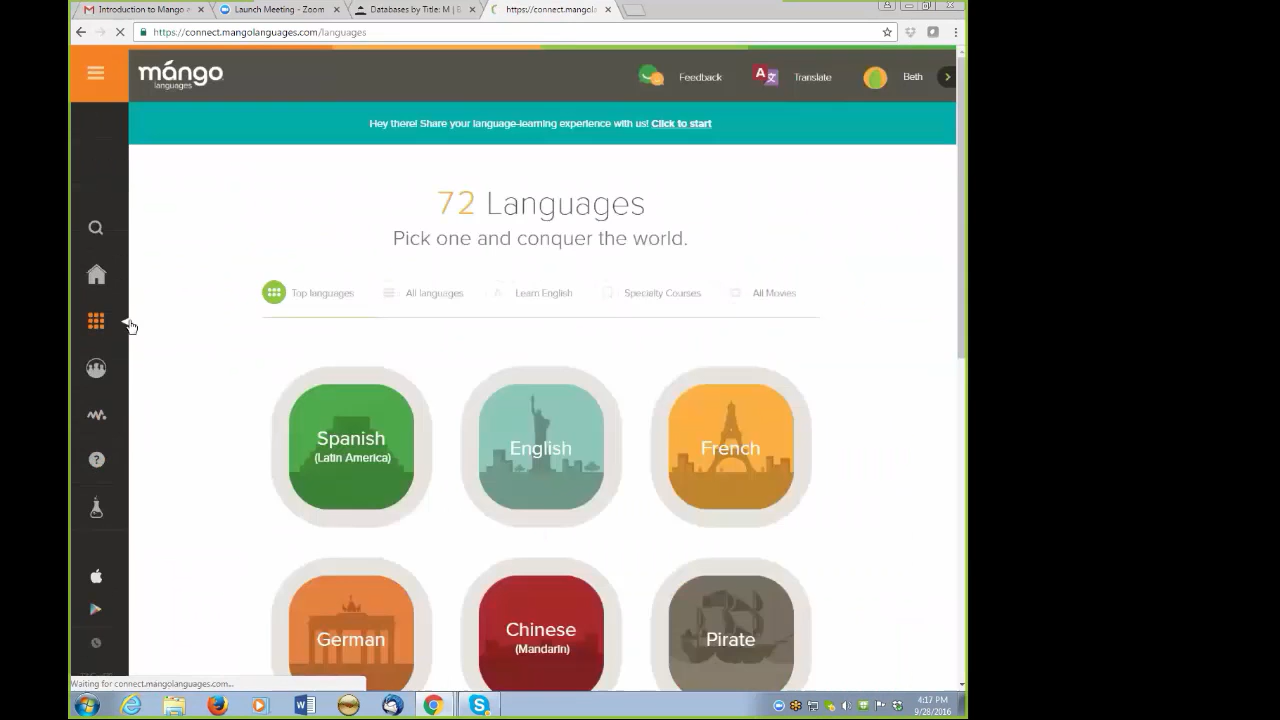 Introduction to Mango a
Launch Meeting - Zoom
Databases by Title: M | B
https://connect.mangola
https://connect.mangolanguages.com/languages
mango
languages
Feedback
Translate
Beth
Hey there! Share your language-learning experience with us! Click to start
72 Languages
Pick one and conquer the world.
Top languages
All languages
Learn English
Specialty Courses
All Movies
Spanish
(Latin America)
English
French
German
Chinese
(Mandarin)
Pirate
Waiting for connect.mangolanguages.com...
4:17 PM
9/28/2016